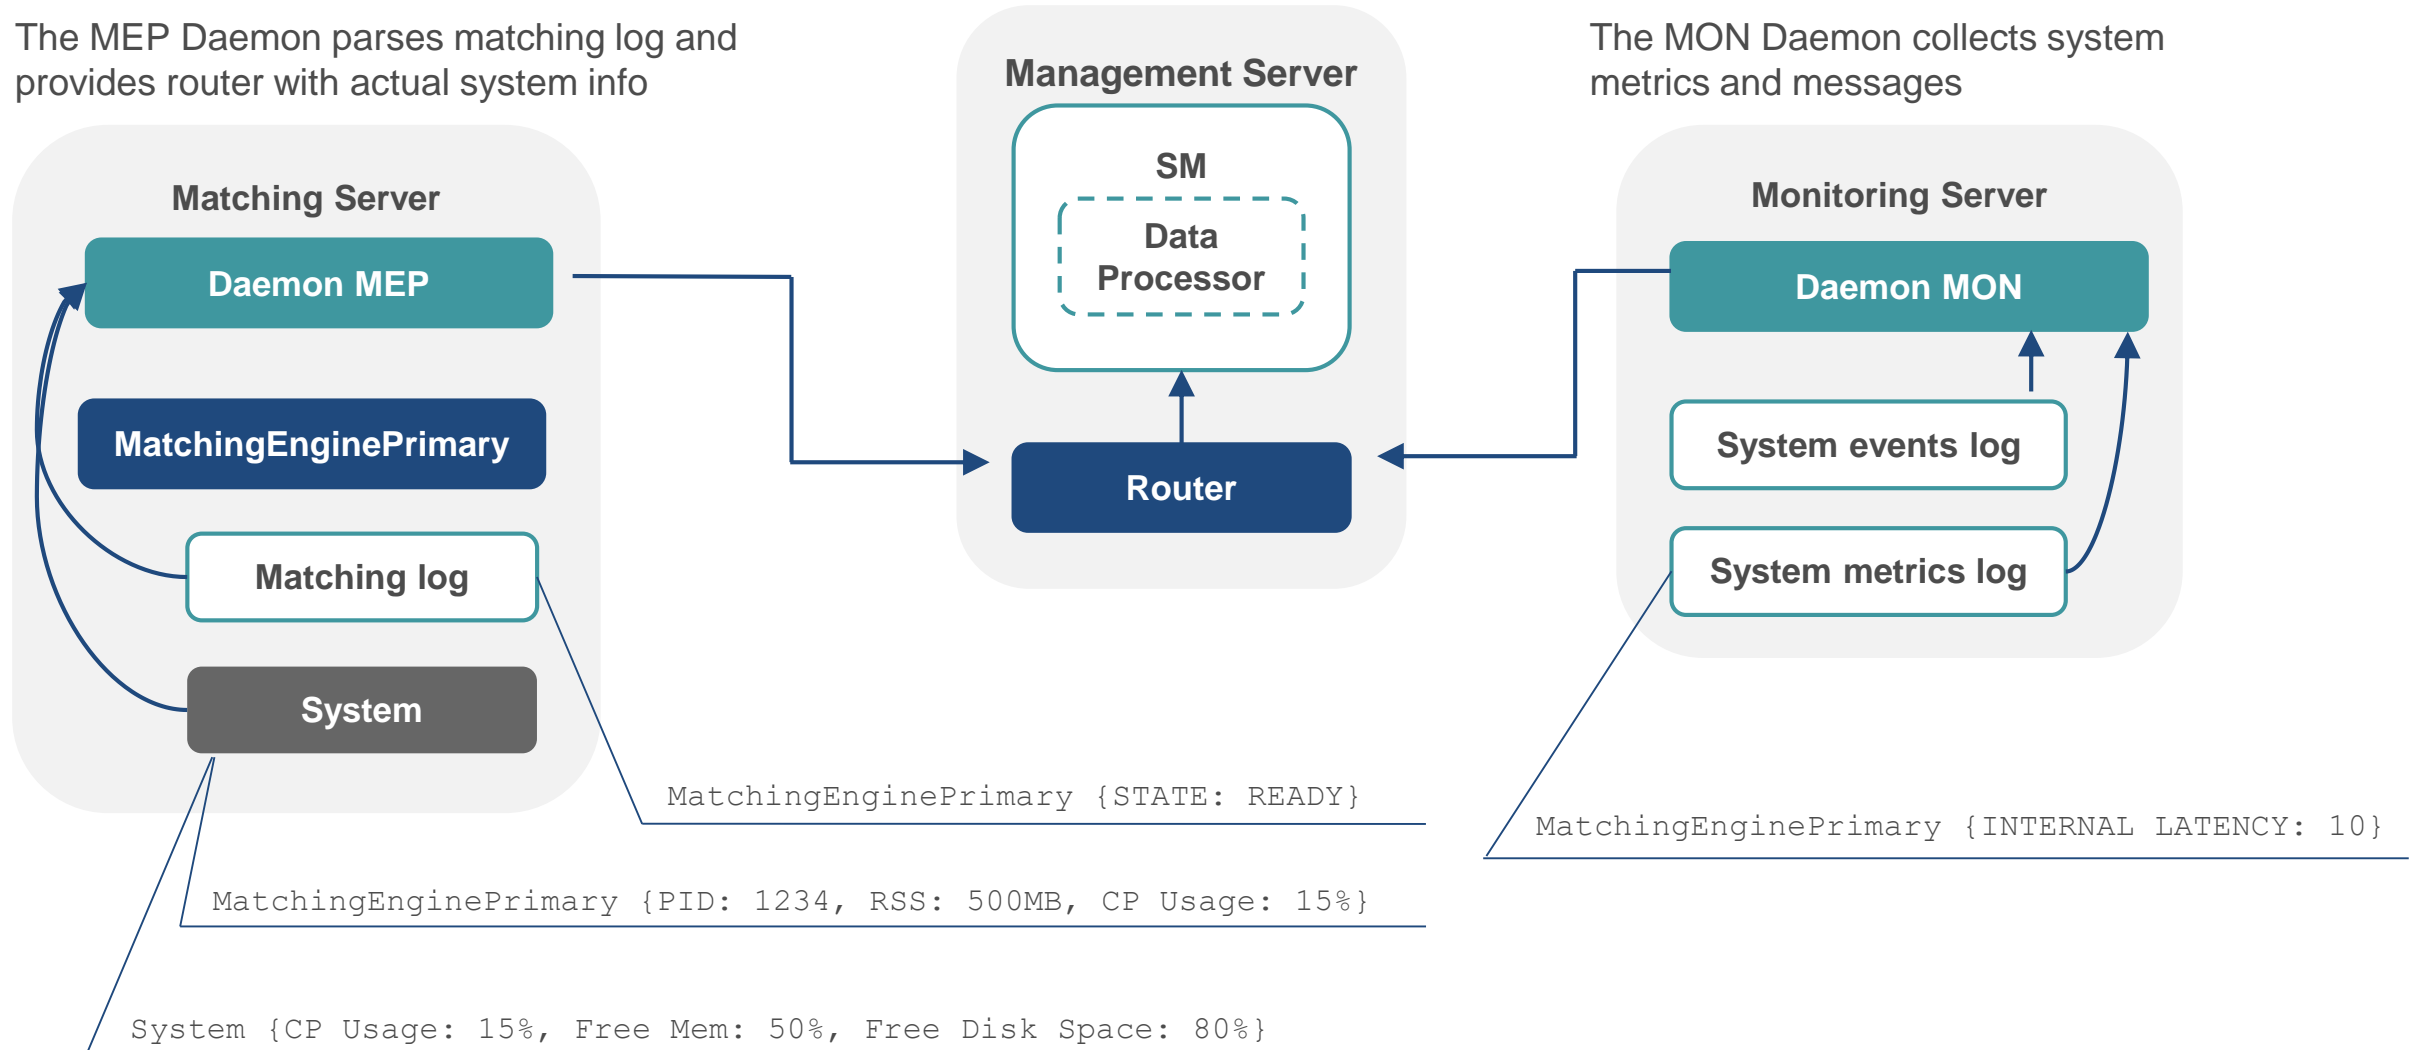 The MEP Daemon parses matching log and
provides router with actual system info
Matching Server
Daemon MEP
MatchingEnginePrimary
Matching log
System
Management Server
SM
Data
Processor
Router
The MON Daemon collects system
metrics and messages
Monitoring Server
Daemon MON
System events log
System metrics log
MatchingEnginePrimary {STATE: READY}
MatchingEnginePrimary {INTERNAL LATENCY: 10}
MatchingEnginePrimary {PID: 1234, RSS: 500MB, CP Usage: 15%}
System {CP Usage: 15%, Free Mem: 50%, Free Disk Space: 80%}